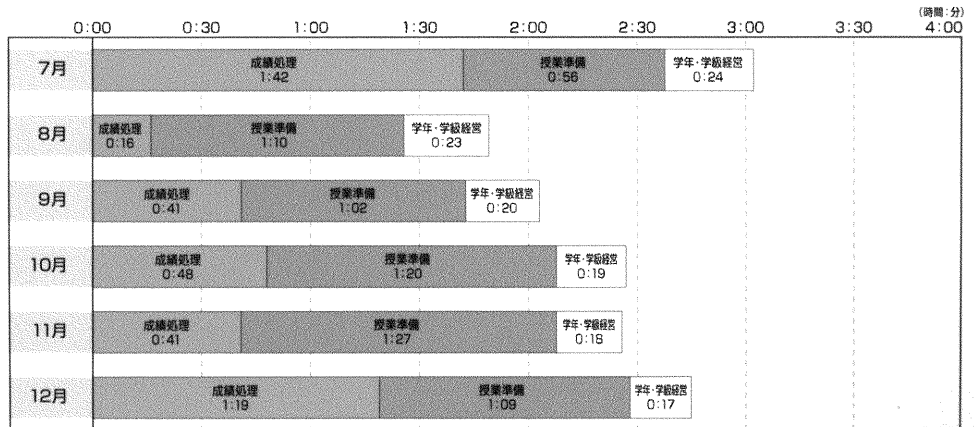 (時間:分)
0:00 0:30 1:00 1:30 2:00 2:30 3:00 3:30 4:00
7月 成績処理 1:42 授業準備 0:56 学年・学級経営 0:24
8月 成績処理 0:16 授業準備 1:10 学年・学級経営 0:23
9月 成績処理 0:41 授業準備 1:02 学年・学級経営 0:20
10月 成績処理 0:48 授業準備 1:20 学年・学級経営 0:19
11月 成績処理 0:41 授業準備 1:27 学年・学級経営 0:18
12月 成績処理 1:19 授業準備 1:09 学年・学級経営 0:17